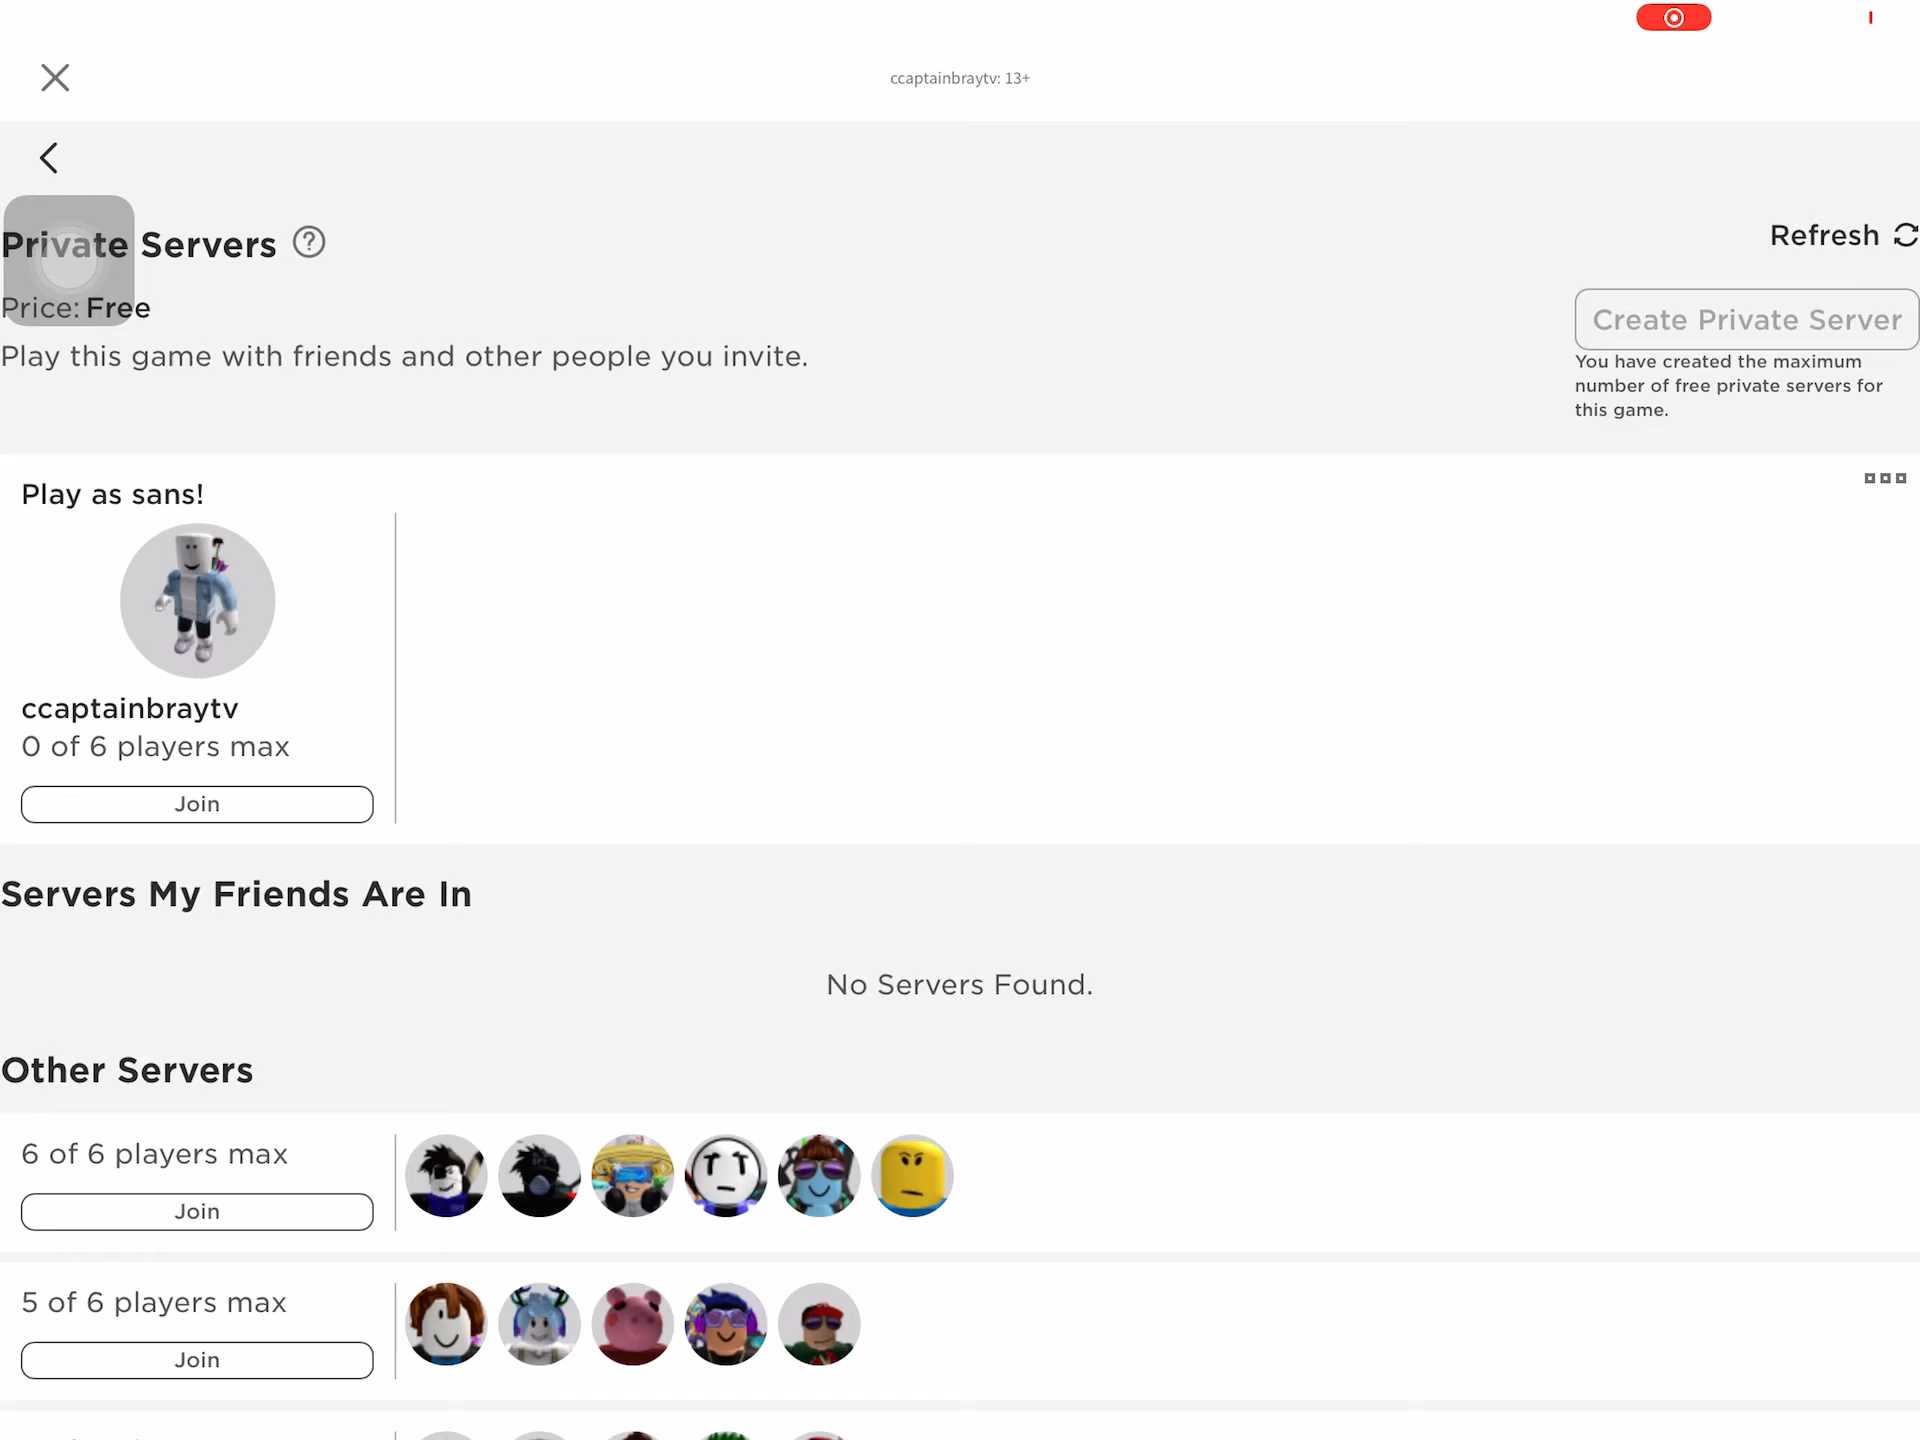 ccaptainbraytv: 13+
Private Servers
Refresh
Price: Free
Create Private Server
Play this game with friends and other people you invite.
You have created the maximum
number of free private servers for
this game.
Play as sans!
ccaptainbraytv
0 of 6 players max
Join
Servers My Friends Are In
No Servers Found.
Other Servers
6 of 6 players max
Join
5 of 6 players max
Join